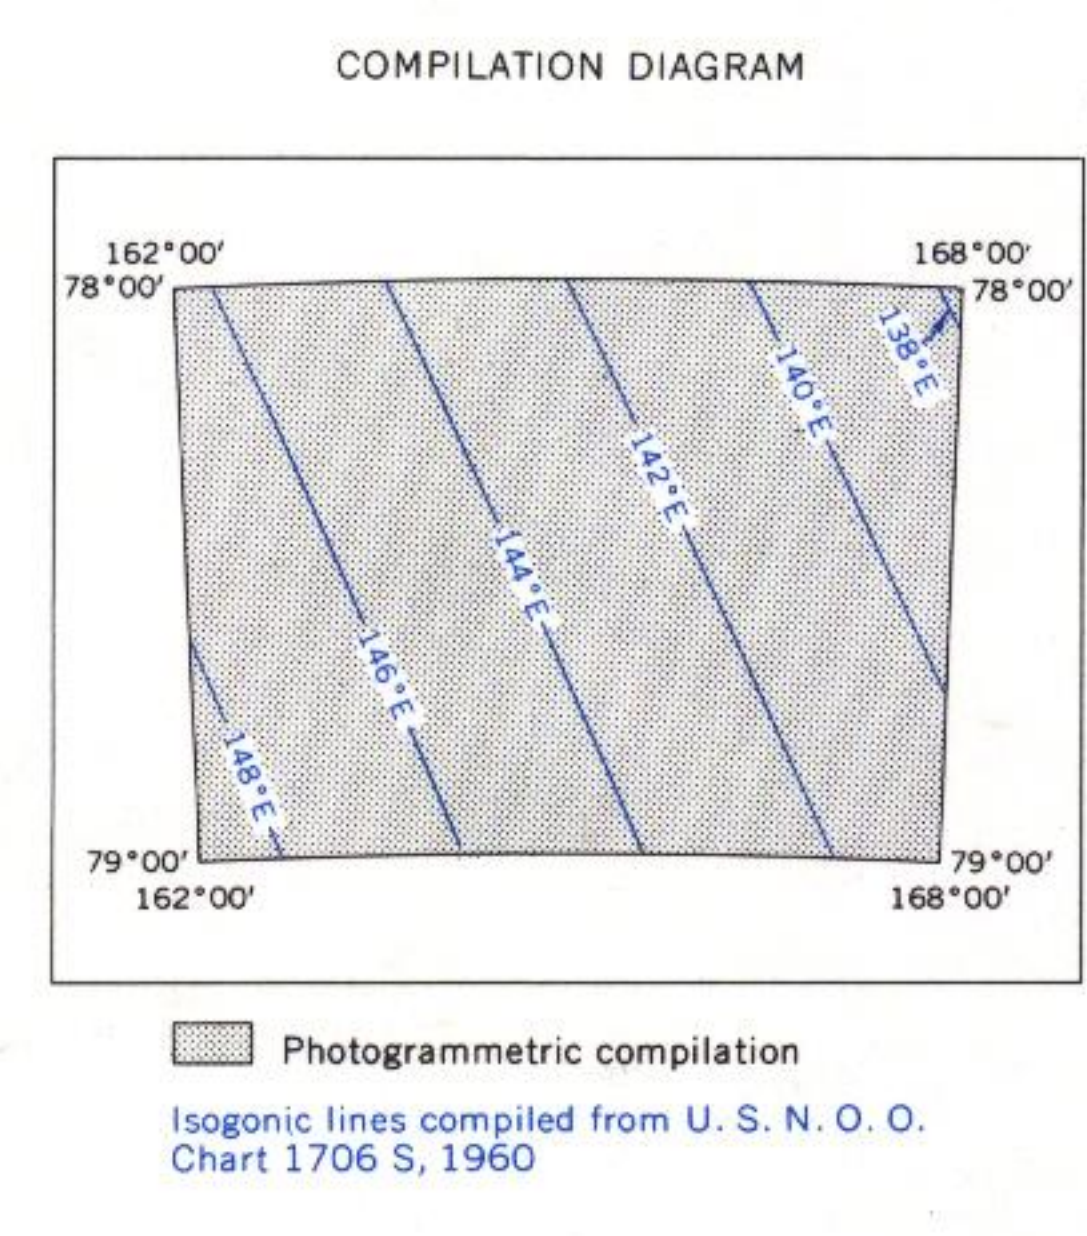 COMPILATION DIAGRAM
162°00′ 168°00′
78°00′ 78°00′
138°E
140°E
142°E
144°E
146°E
148°E
79°00′ 79°00′
162°00′ 168°00′
Photogrammetric compilation
Isogonic lines compiled from U. S. N. O. O.
Chart 1706 S, 1960